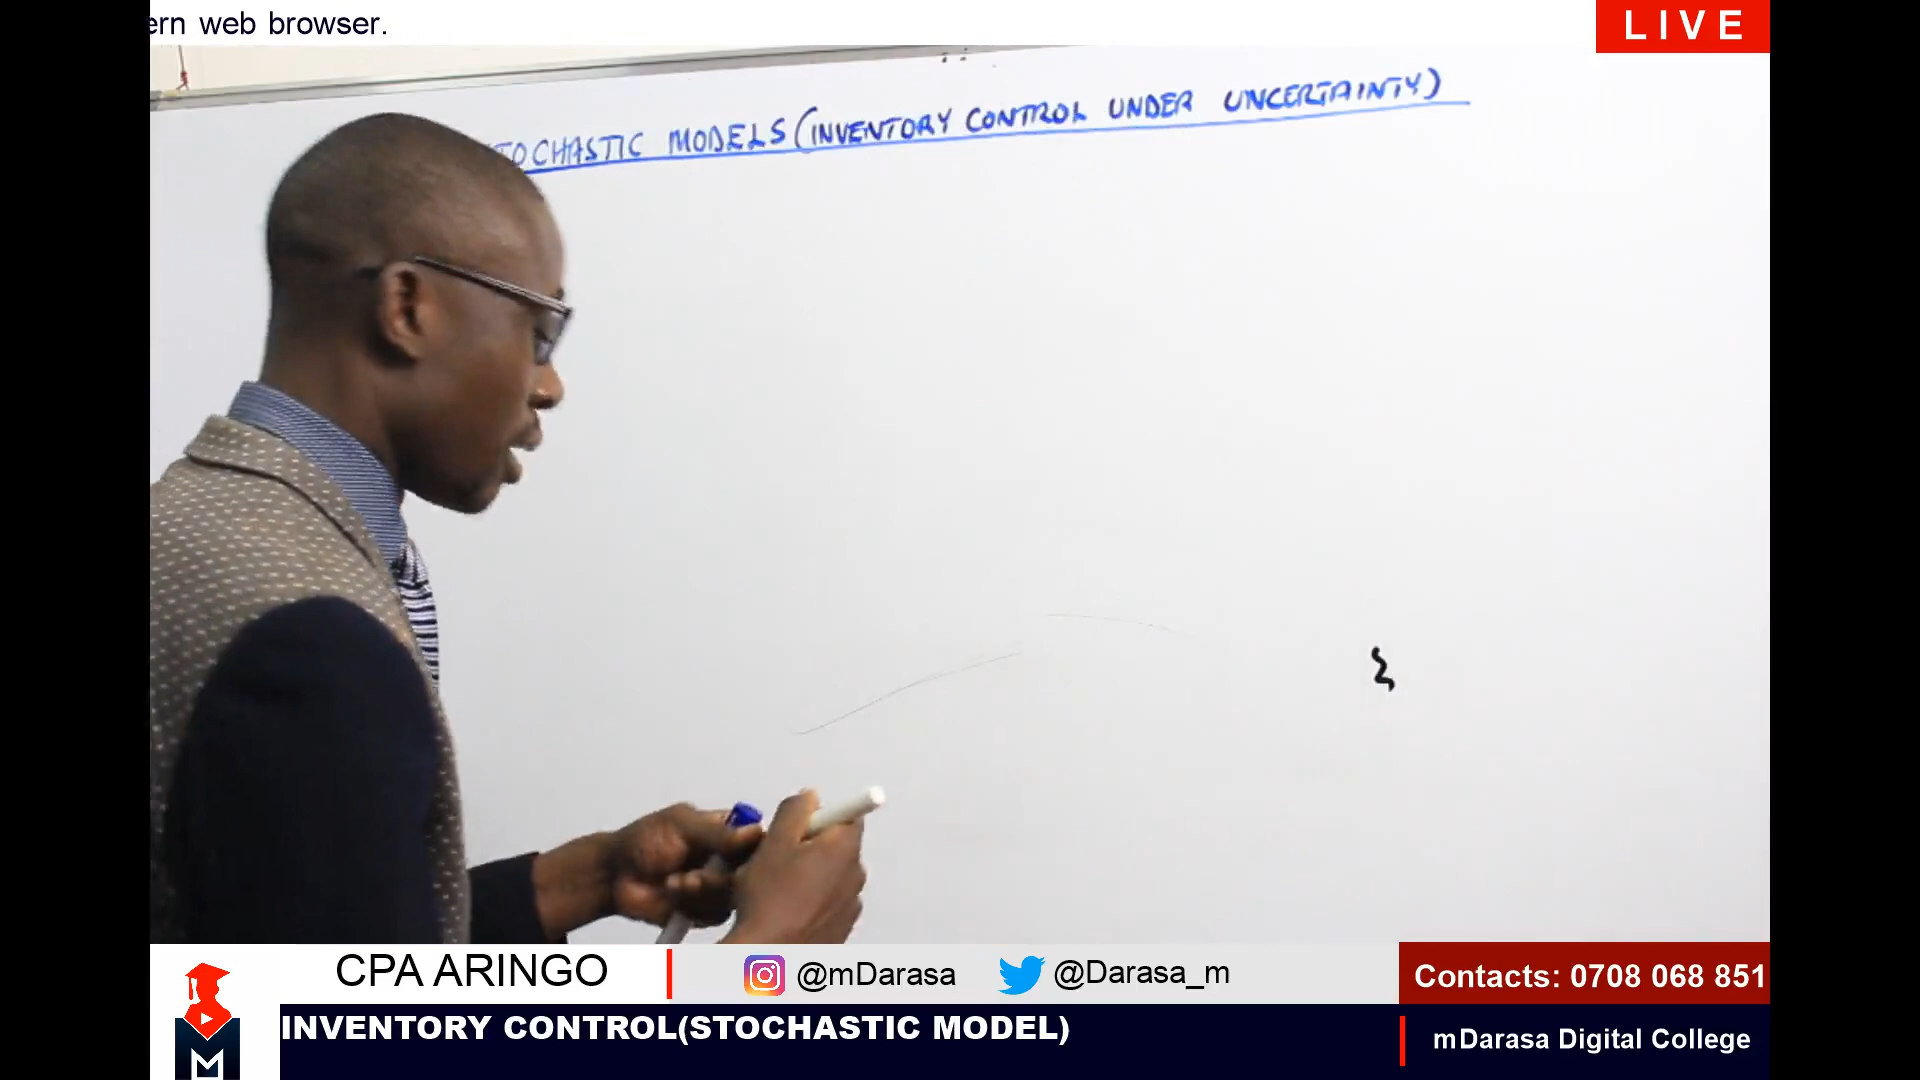 ern web browser.
LIVE
STOCHASTIC MODELS (INVENTORY CONTROL UNDER UNCERTAINTY)
CPA ARINGO
@mDarasa
@Darasa_m
Contacts: 0708 068 851
INVENTORY CONTROL(STOCHASTIC MODEL)
mDarasa Digital College
M